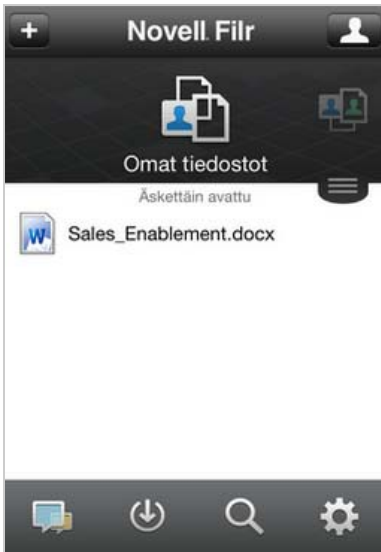 Novell Filr
Omat tiedostot
Äskettäin avattu
Sales_Enablement.docx